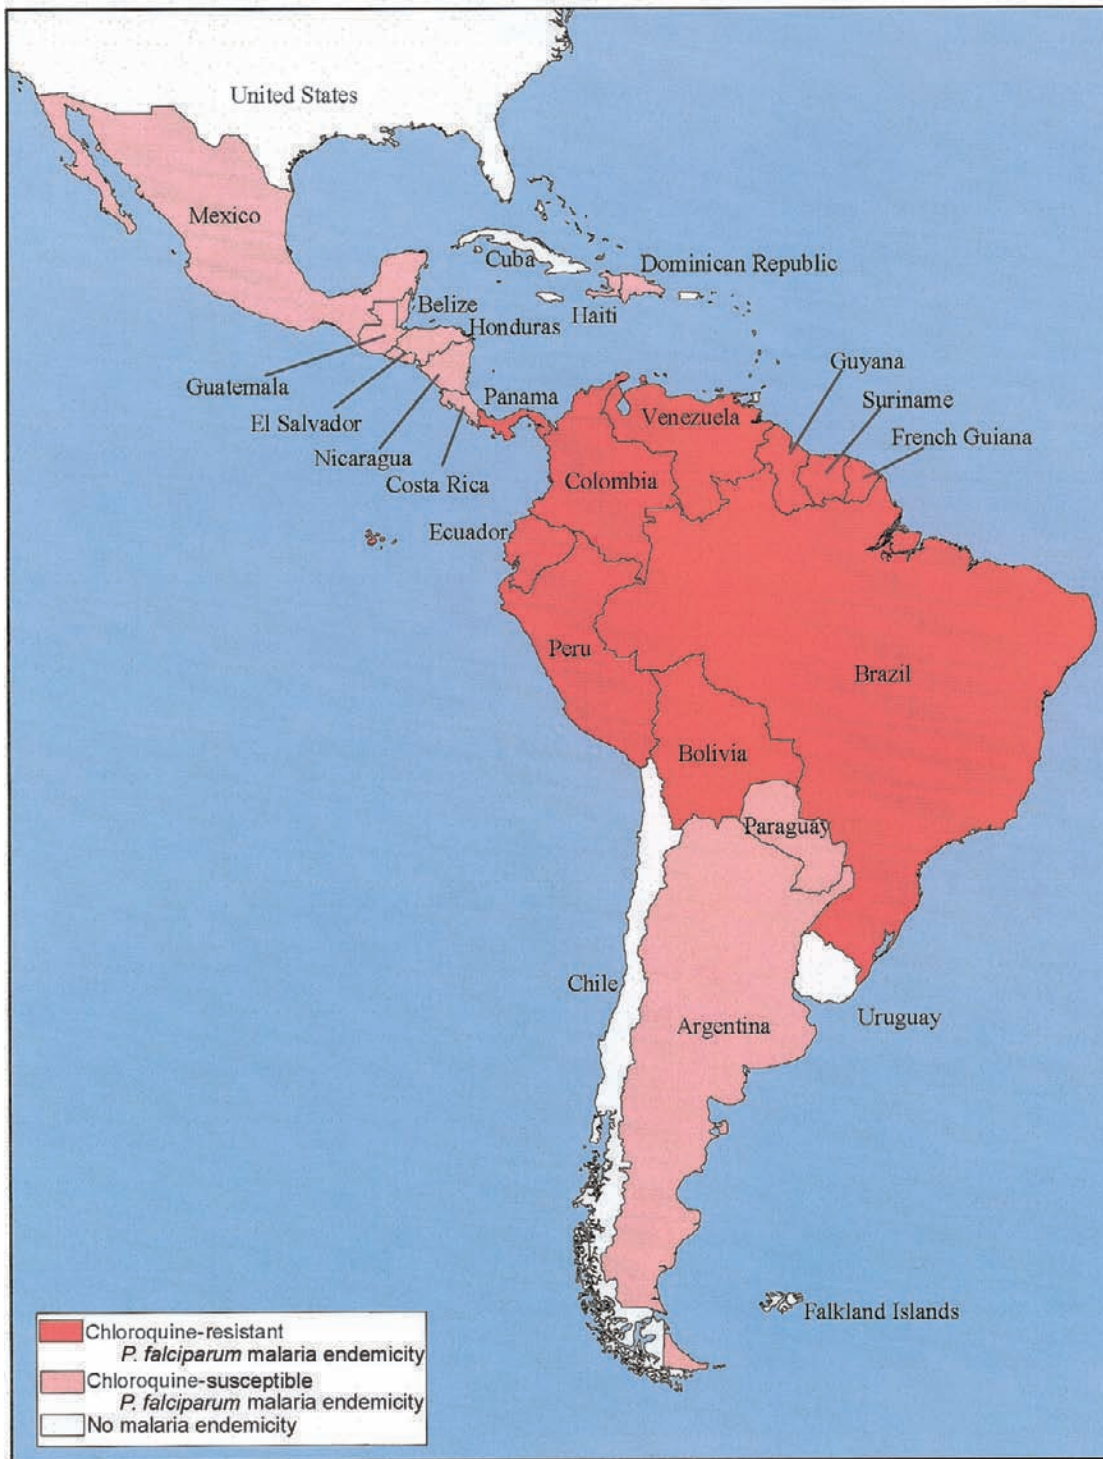 United States
Mexico
Cuba
Dominican Republic
Belize
Haiti
Honduras
Guatemala
El Salvador
Nicaragua
Costa Rica
Panama
Venezuela
Guyana
Suriname
French Guiana
Colombia
Ecuador
Peru
Brazil
Bolivia
Paraguay
Chile
Argentina
Uruguay
Falkland Islands
Chloroquine-resistant
P. falciparum malaria endemicity
Chloroquine-susceptible
P. falciparum malaria endemicity
No malaria endemicity